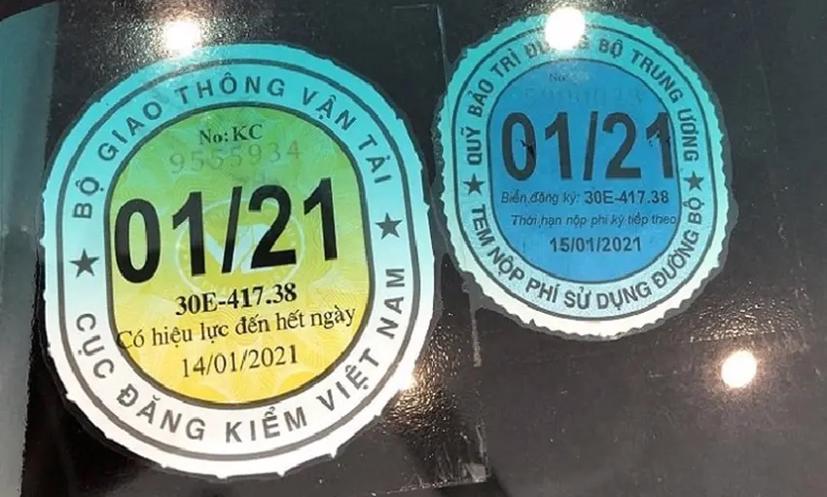 BỘ GIAO THÔNG VẬN TẢI
No: KC
9555934
01/21
30E-417.38
Có hiệu lực đến hết ngày
14/01/2021
CỤC ĐĂNG KIỂM VIỆT NAM
QUỸ BẢO TRÌ ĐƯỜNG BỘ TRUNG ƯƠNG
No:
01/21
Biển đăng ký: 30E-417.38
Thời hạn nộp phí kỳ tiếp theo
15/01/2021
TEM NỘP PHÍ SỬ DỤNG ĐƯỜNG BỘ